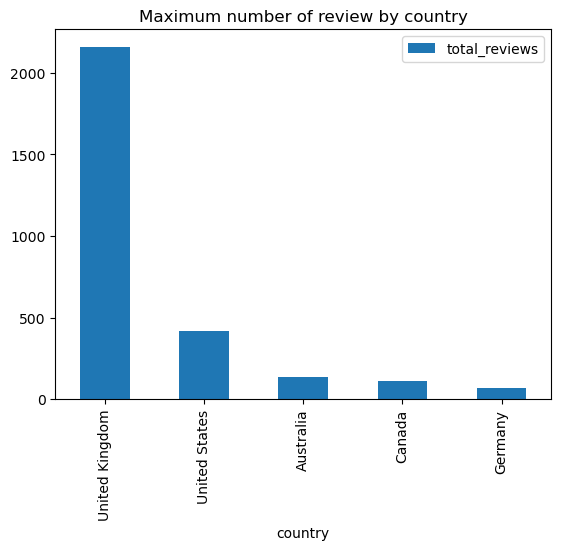 Maximum number of review by country
total_reviews
2000
1500
1000
500
0
United Kingdom
United States
Australia
Canada
Germany
country